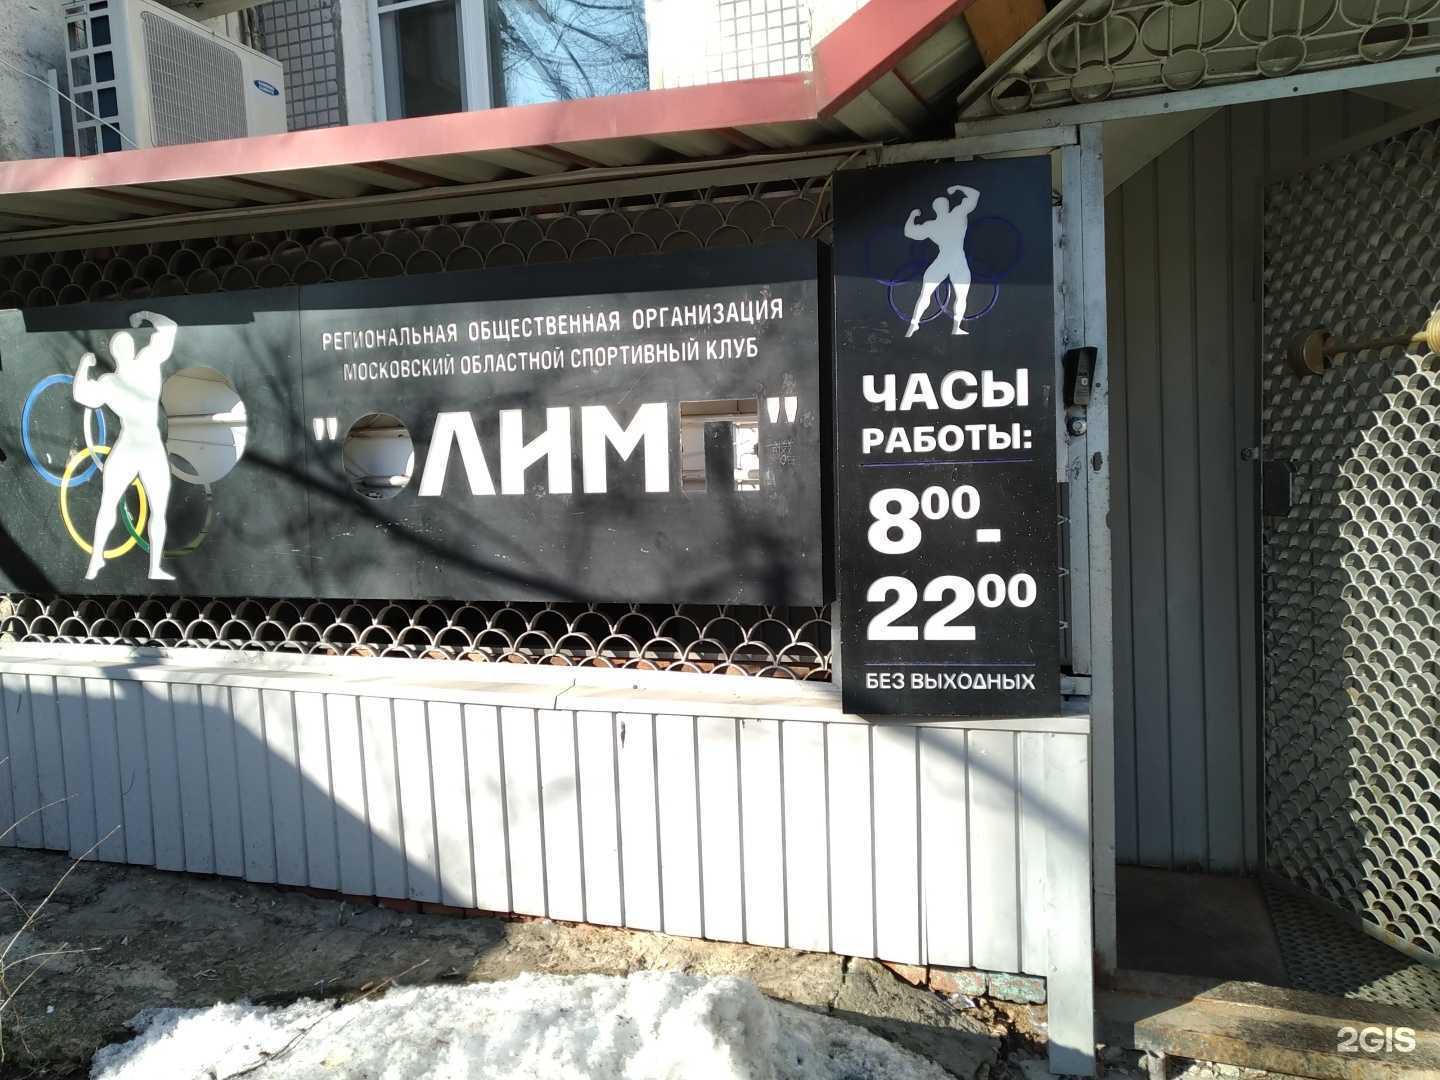 РЕГИОНАЛЬНАЯ ОБЩЕСТВЕННАЯ ОРГАНИЗАЦИЯ
МОСКОВСКИЙ ОБЛАСТНОЙ СПОРТИВНЫЙ КЛУБ
"ОЛИМП"
ЧАСЫ
РАБОТЫ:
8⁰⁰-
22⁰⁰
БЕЗ ВЫХОДНЫХ
2GIS